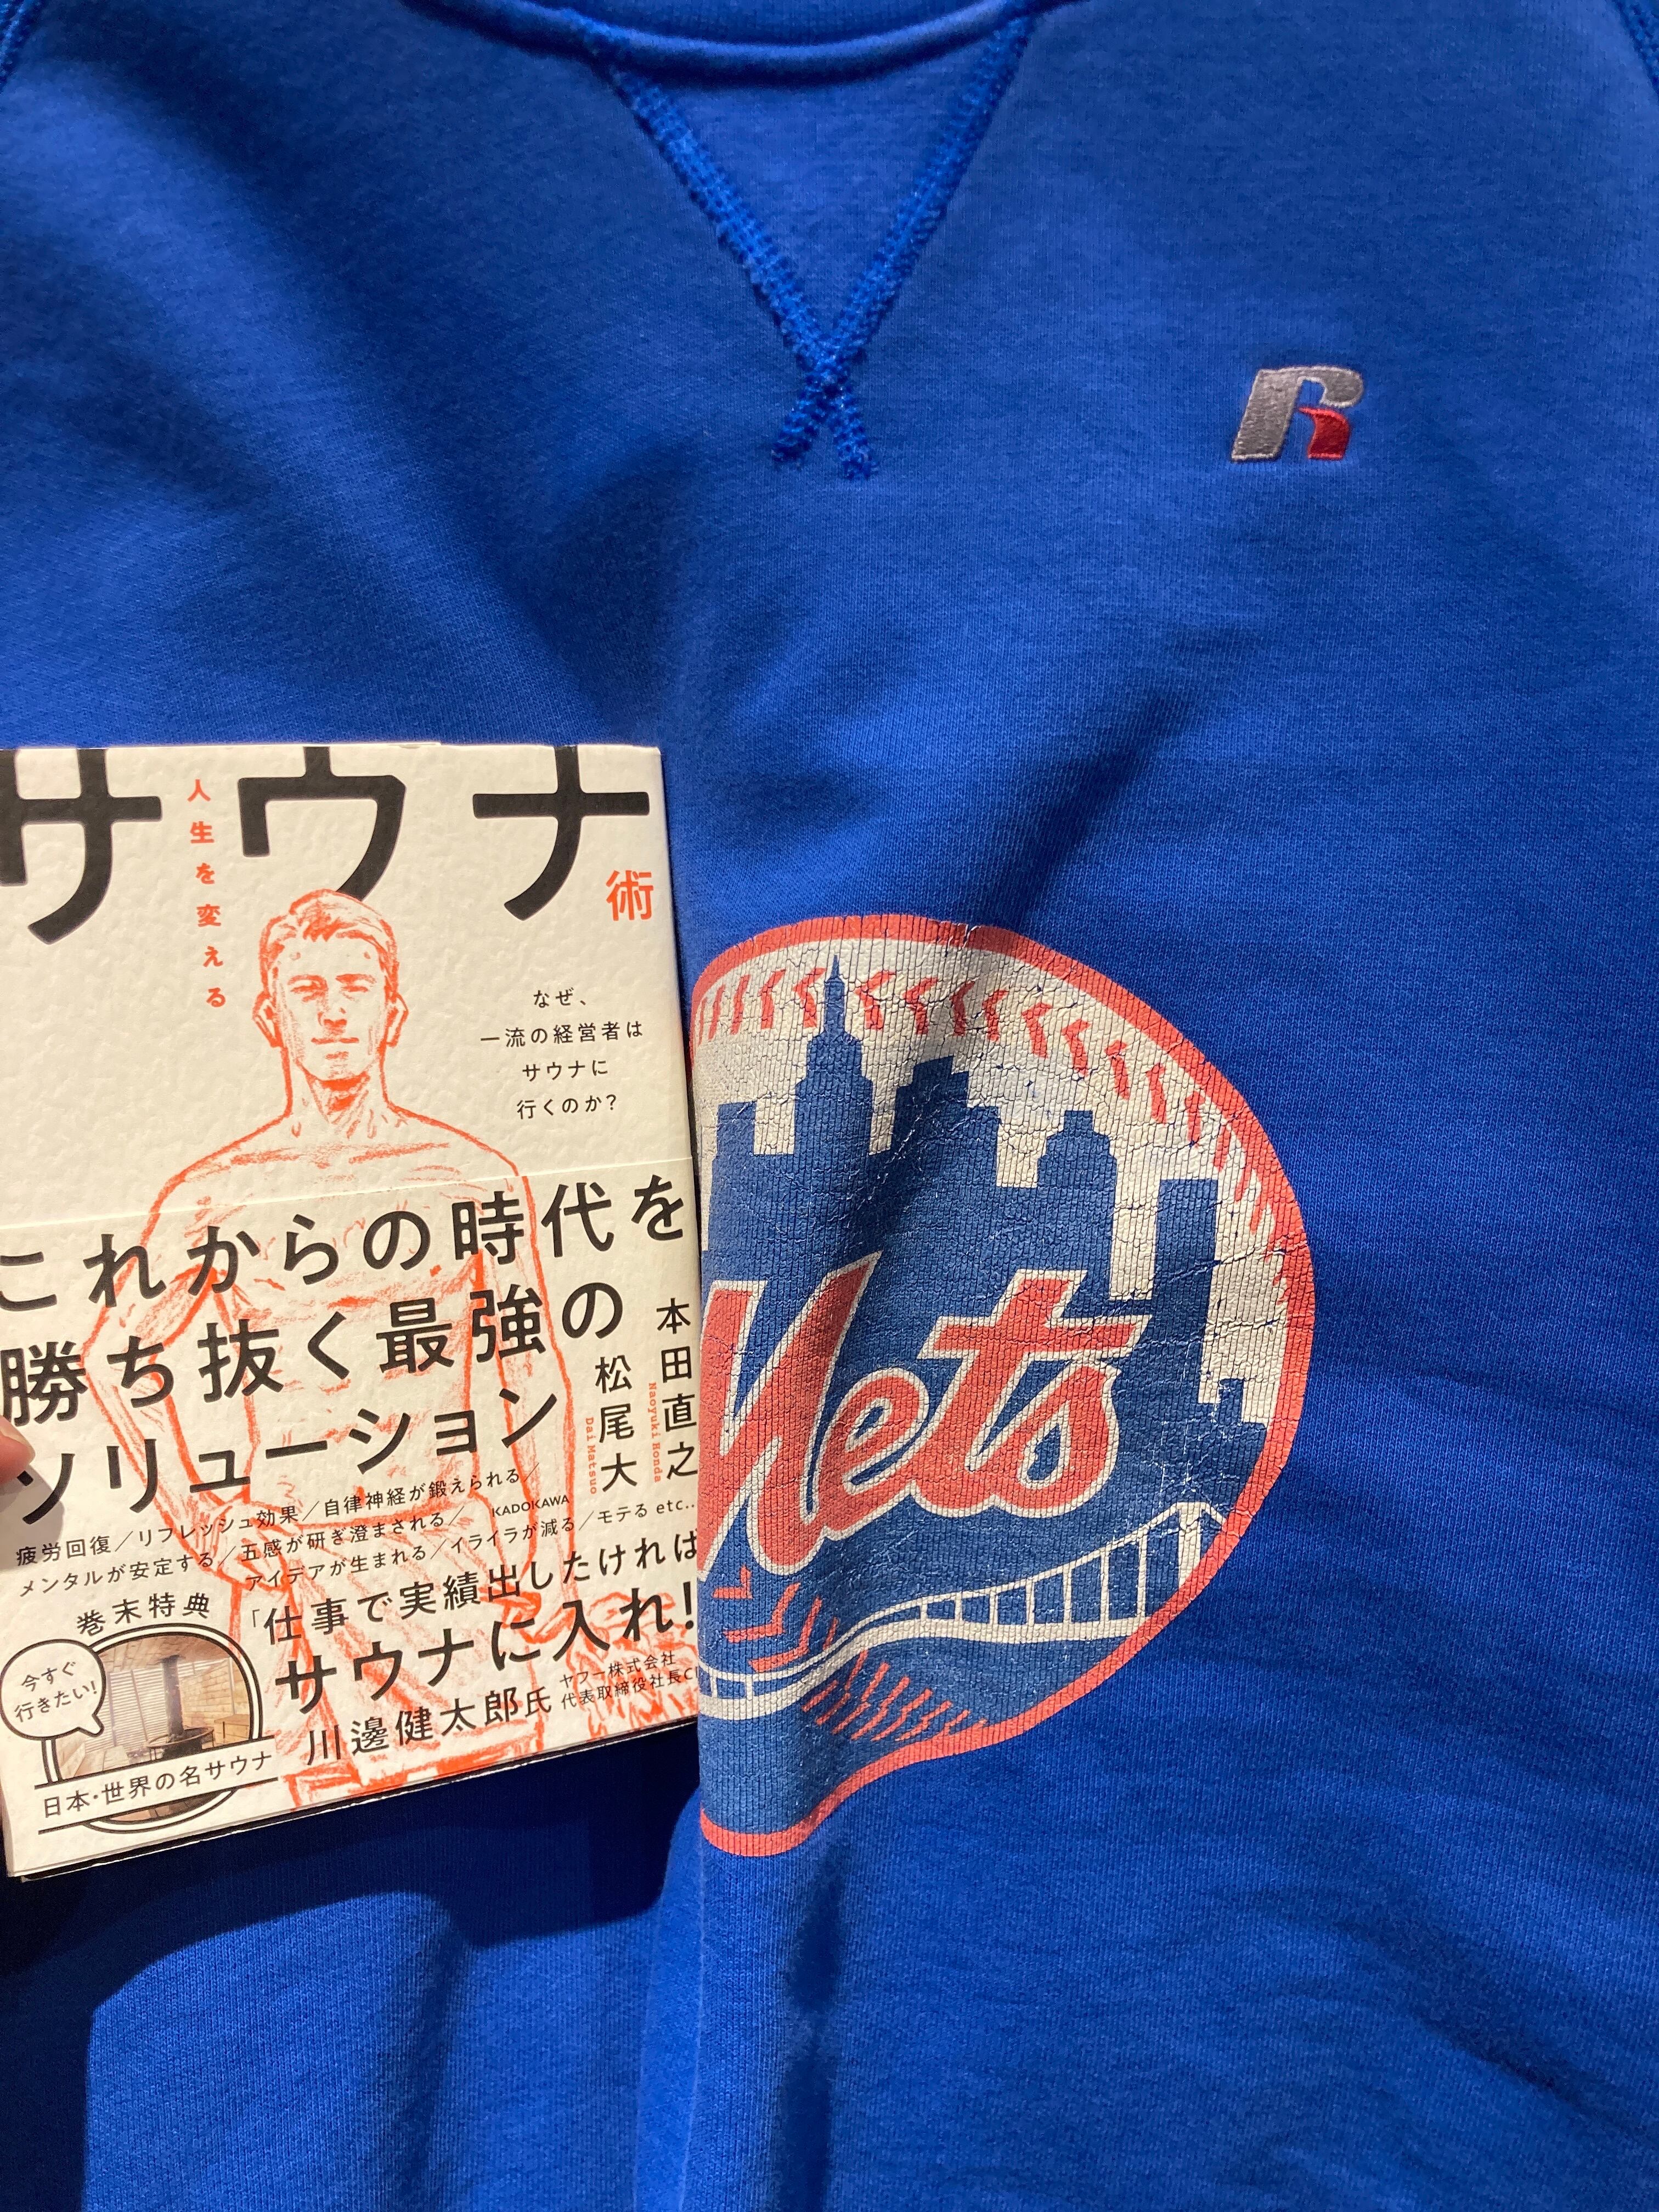 R
サウナ
人生を変える
術
なぜ、
一流の経営者は
サウナに
行くのか?
これからの時代を
勝ち抜く最強の
ソリューション
本田直之
Naoyuki Honda
松尾大
Dai Matsuo
KADOKAWA
疲労回復/リフレッシュ効果/自律神経が鍛えられる/
メンタルが安定する/五感が研ぎ澄まされる/
アイデアが生まれる/イライラが減る/モテる etc...
「仕事で実績出したければ
サウナに入れ!
川邊健太郎氏
ヤフー株式会社
代表取締役社長C
巻末特典
今すぐ
行きたい!
日本・世界の名サウナ
Mets